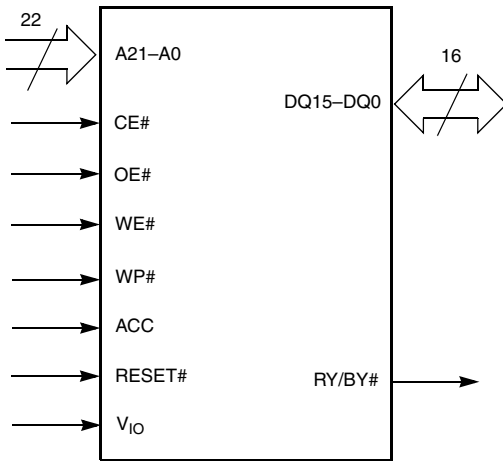 22
A21–A0
16
DQ15–DQ0
CE#
OE#
WE#
WP#
ACC
RESET#
RY/BY#
VIO